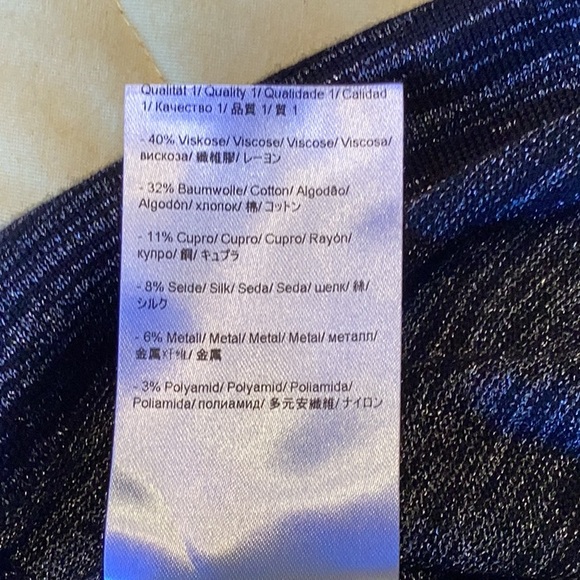 Qualität 1/ Quality 1/ Qualidade 1/ Calidad
1/ Качество 1/ 品質 1/ 質 1
- 40% Viskose/ Viscose/ Viscose/ Viscosa/
вискоза/ 纖維膠/ レーヨン
- 32% Baumwolle/ Cotton/ Algodão/
Algodón/ хлопок/ 棉/ コットン
- 11% Cupro/ Cupro/ Cupro/ Rayón/
купро/ 銅/ キュプラ
- 8% Seide/ Silk/ Seda/ Seda/ шелк/ 絲/
シルク
- 6% Metall/ Metal/ Metal/ Metal/ металл/
金属纤维/ 金属
- 3% Polyamid/ Polyamid/ Poliamida/
Poliamida/ полиамид/ 多元安纖維/ ナイロン